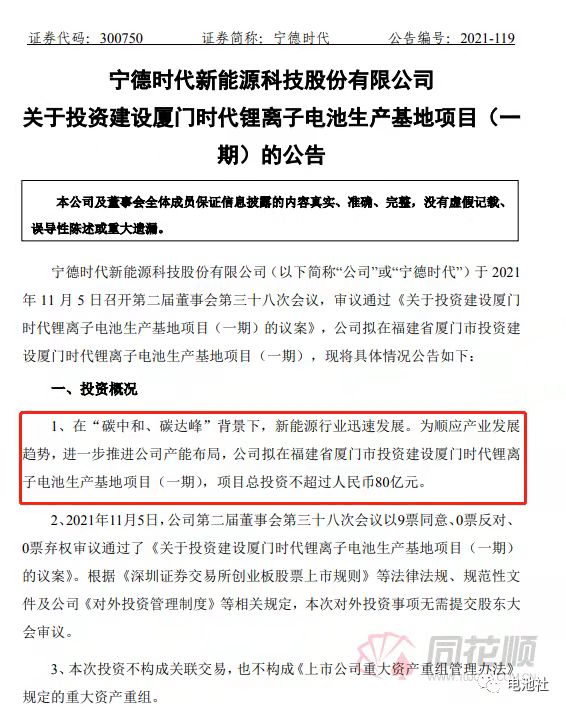 证券代码：300750 证券简称：宁德时代 公告编号：2021-119
宁德时代新能源科技股份有限公司
关于投资建设厦门时代锂离子电池生产基地项目（一
期）的公告
本公司及董事会全体成员保证信息披露的内容真实、准确、完整，没有虚假记载、
误导性陈述或重大遗漏。
宁德时代新能源科技股份有限公司（以下简称“公司”或“宁德时代”）于 2021
年 11 月 5 日召开第二届董事会第三十八次会议，审议通过《关于投资建设厦门
时代锂离子电池生产基地项目（一期）的议案》，公司拟在福建省厦门市投资建
设厦门时代锂离子电池生产基地项目（一期），现将具体情况公告如下：
一、投资概况
1、在“碳中和、碳达峰”背景下，新能源行业迅速发展。为顺应产业发展
趋势，进一步推进公司产能布局，公司拟在福建省厦门市投资建设厦门时代锂离
子电池生产基地项目（一期），项目总投资不超过人民币80亿元。
2、2021年11月5日，公司第二届董事会第三十八次会议以9票同意、0票反对、
0票弃权审议通过了《关于投资建设厦门时代锂离子电池生产基地项目（一期）
的议案》。根据《深圳证券交易所创业板股票上市规则》等法律法规、规范性文
件及公司《对外投资管理制度》等相关规定，本次对外投资事项无需提交股东大
会审议。
3、本次投资不构成关联交易，也不构成《上市公司重大资产重组管理办法》
规定的重大资产重组。
同花顺
电池社